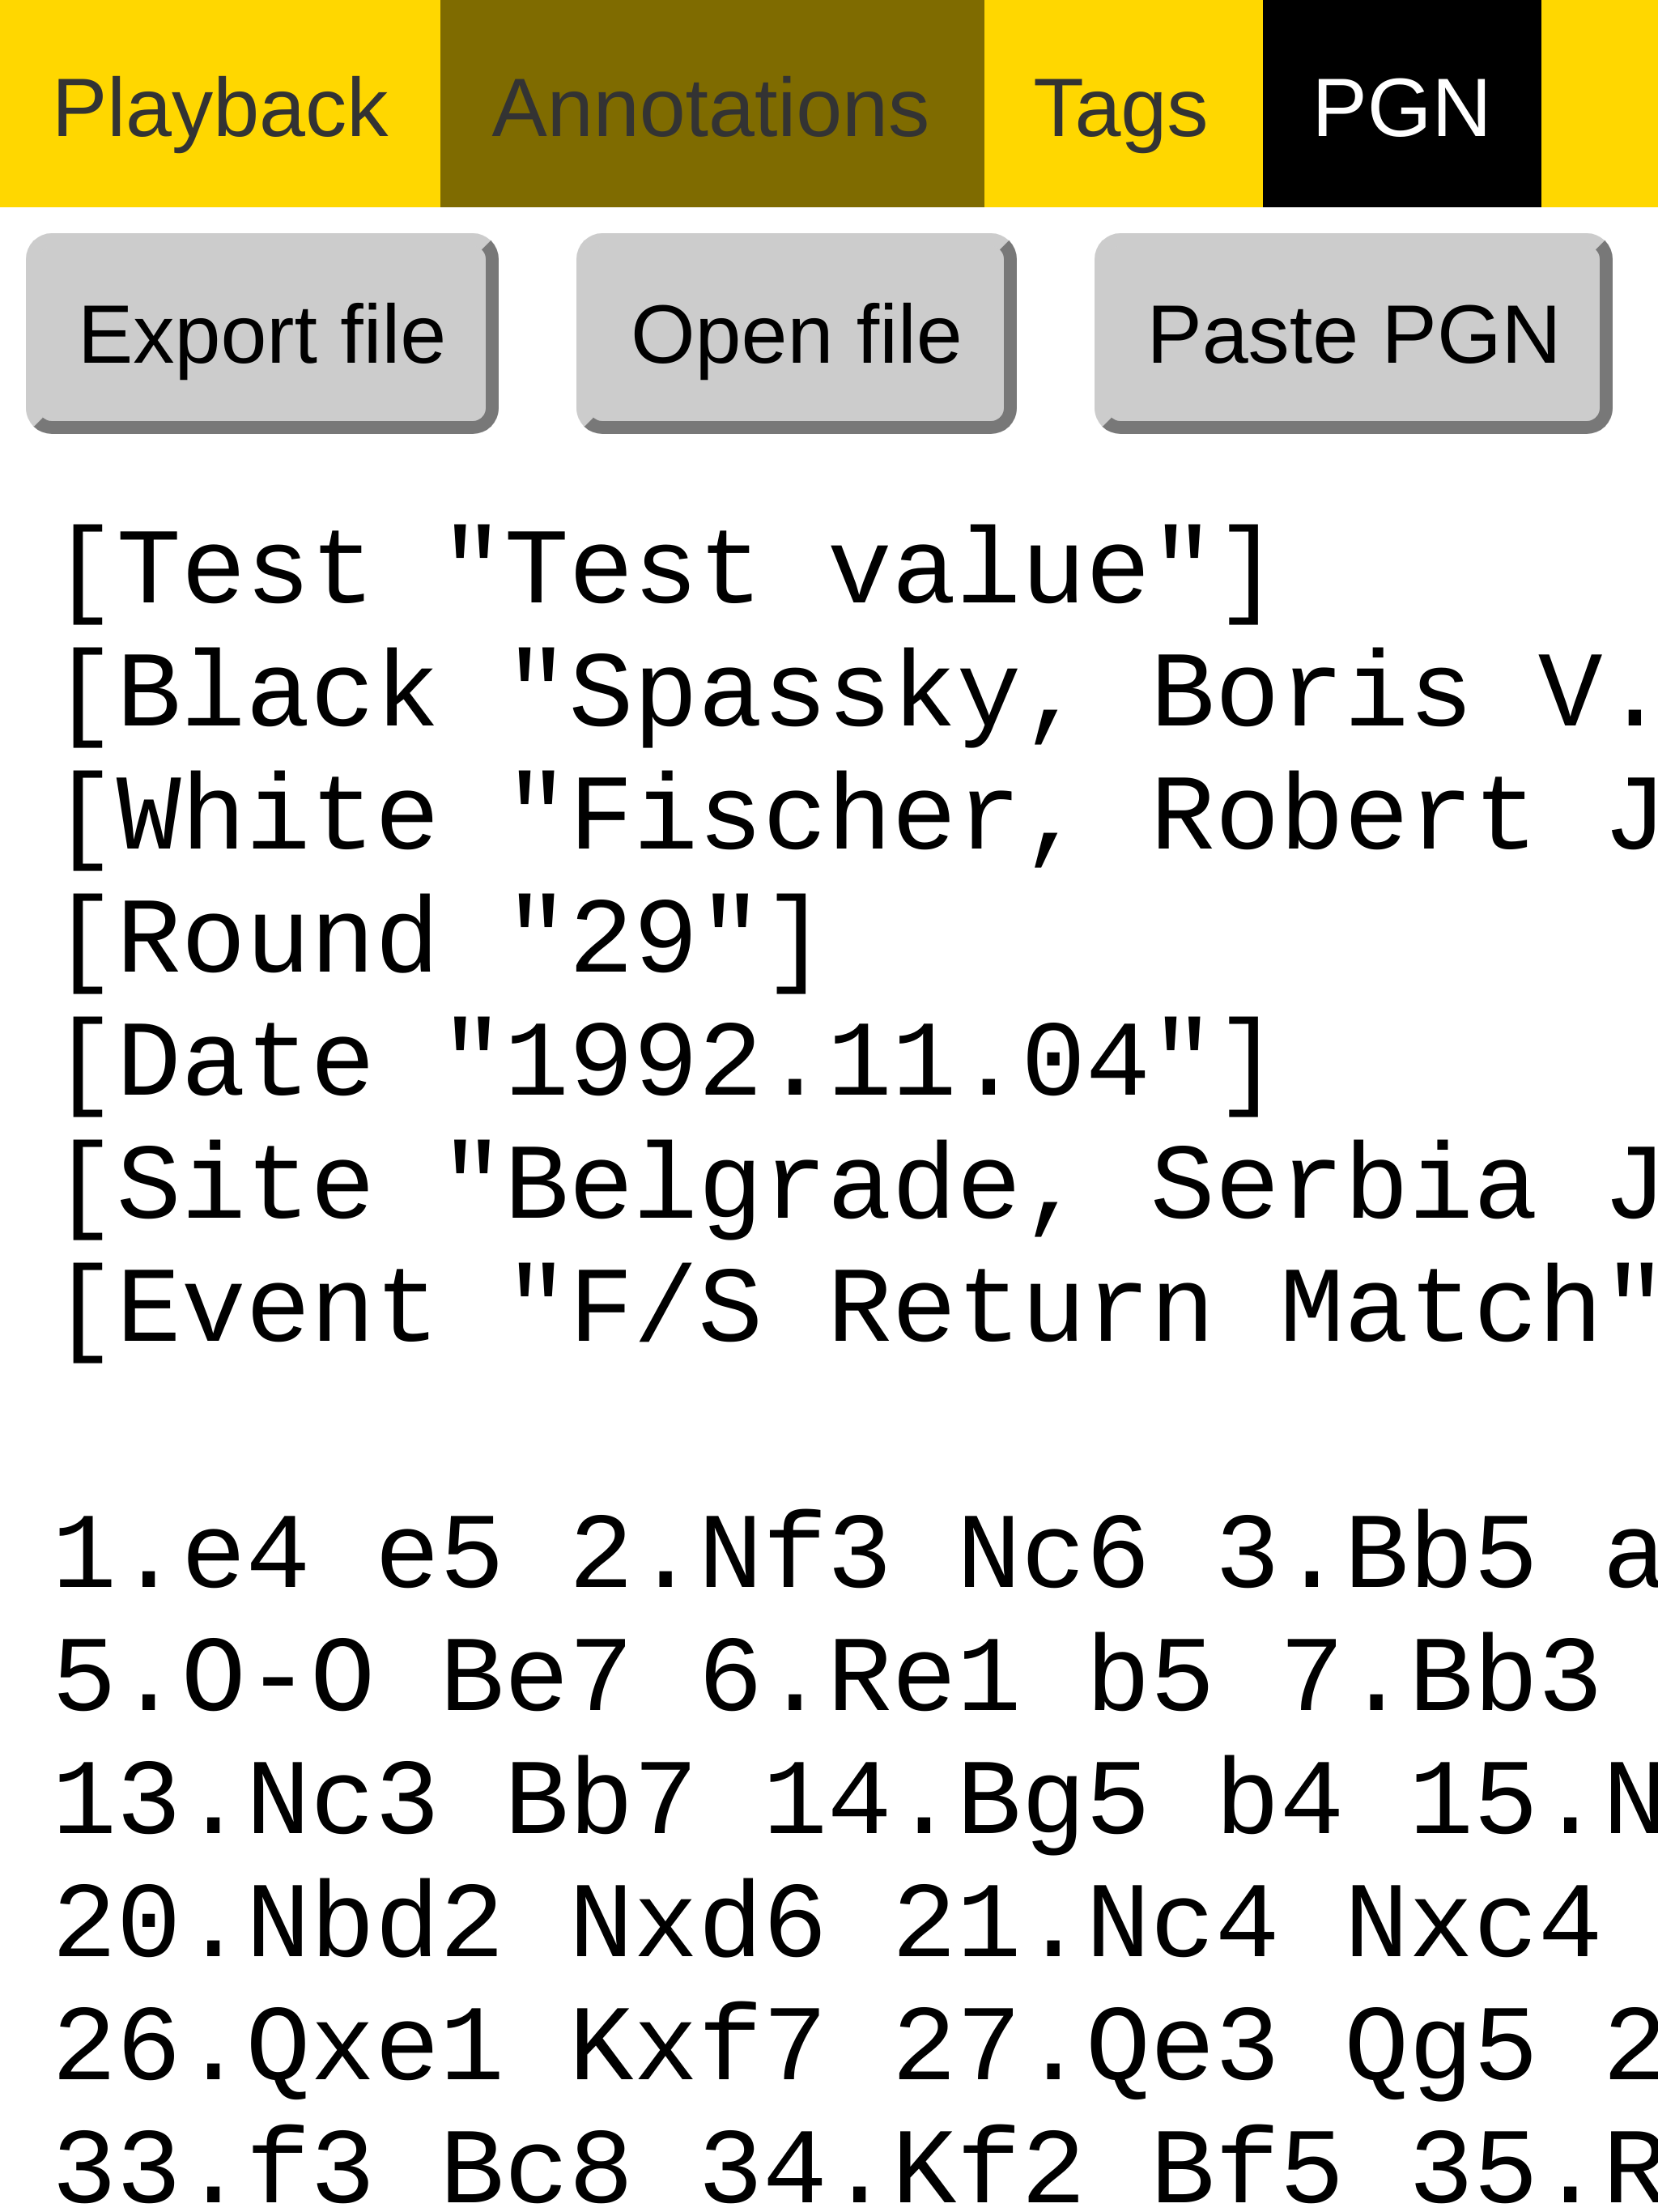 Playback Annotations Tags PGN
Export file Open file Paste PGN
[Test "Test value"]
[Black "Spassky, Boris V.
[White "Fischer, Robert J
[Round "29"]
[Date "1992.11.04"]
[Site "Belgrade, Serbia J
[Event "F/S Return Match"
1.e4 e5 2.Nf3 Nc6 3.Bb5 a
5.O-O Be7 6.Re1 b5 7.Bb3
13.Nc3 Bb7 14.Bg5 b4 15.N
20.Nbd2 Nxd6 21.Nc4 Nxc4
26.Qxe1 Kxf7 27.Qe3 Qg5 2
33.f3 Bc8 34.Kf2 Bf5 35.R